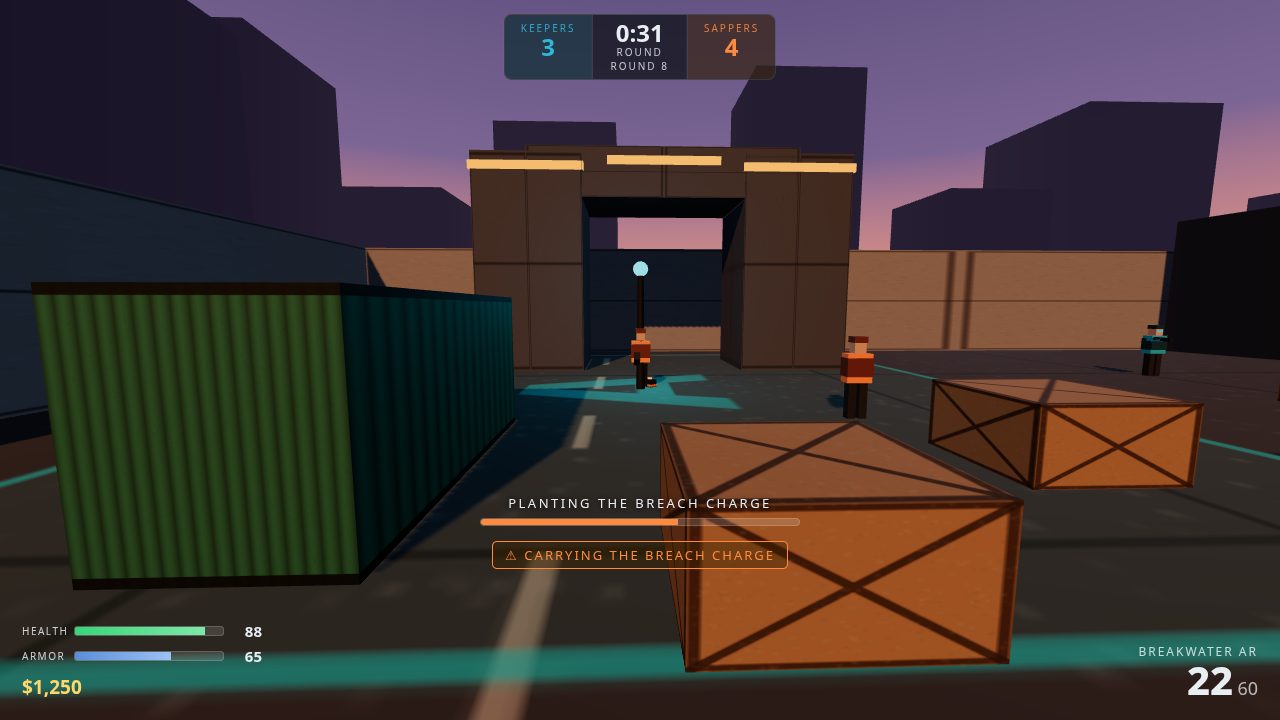 KEEPERS
3
0:31
ROUND
ROUND 8
SAPPERS
4
PLANTING THE BREACH CHARGE
⚠ CARRYING THE BREACH CHARGE
HEALTH 88
ARMOR 65
$1,250
BREAKWATER AR
22 60